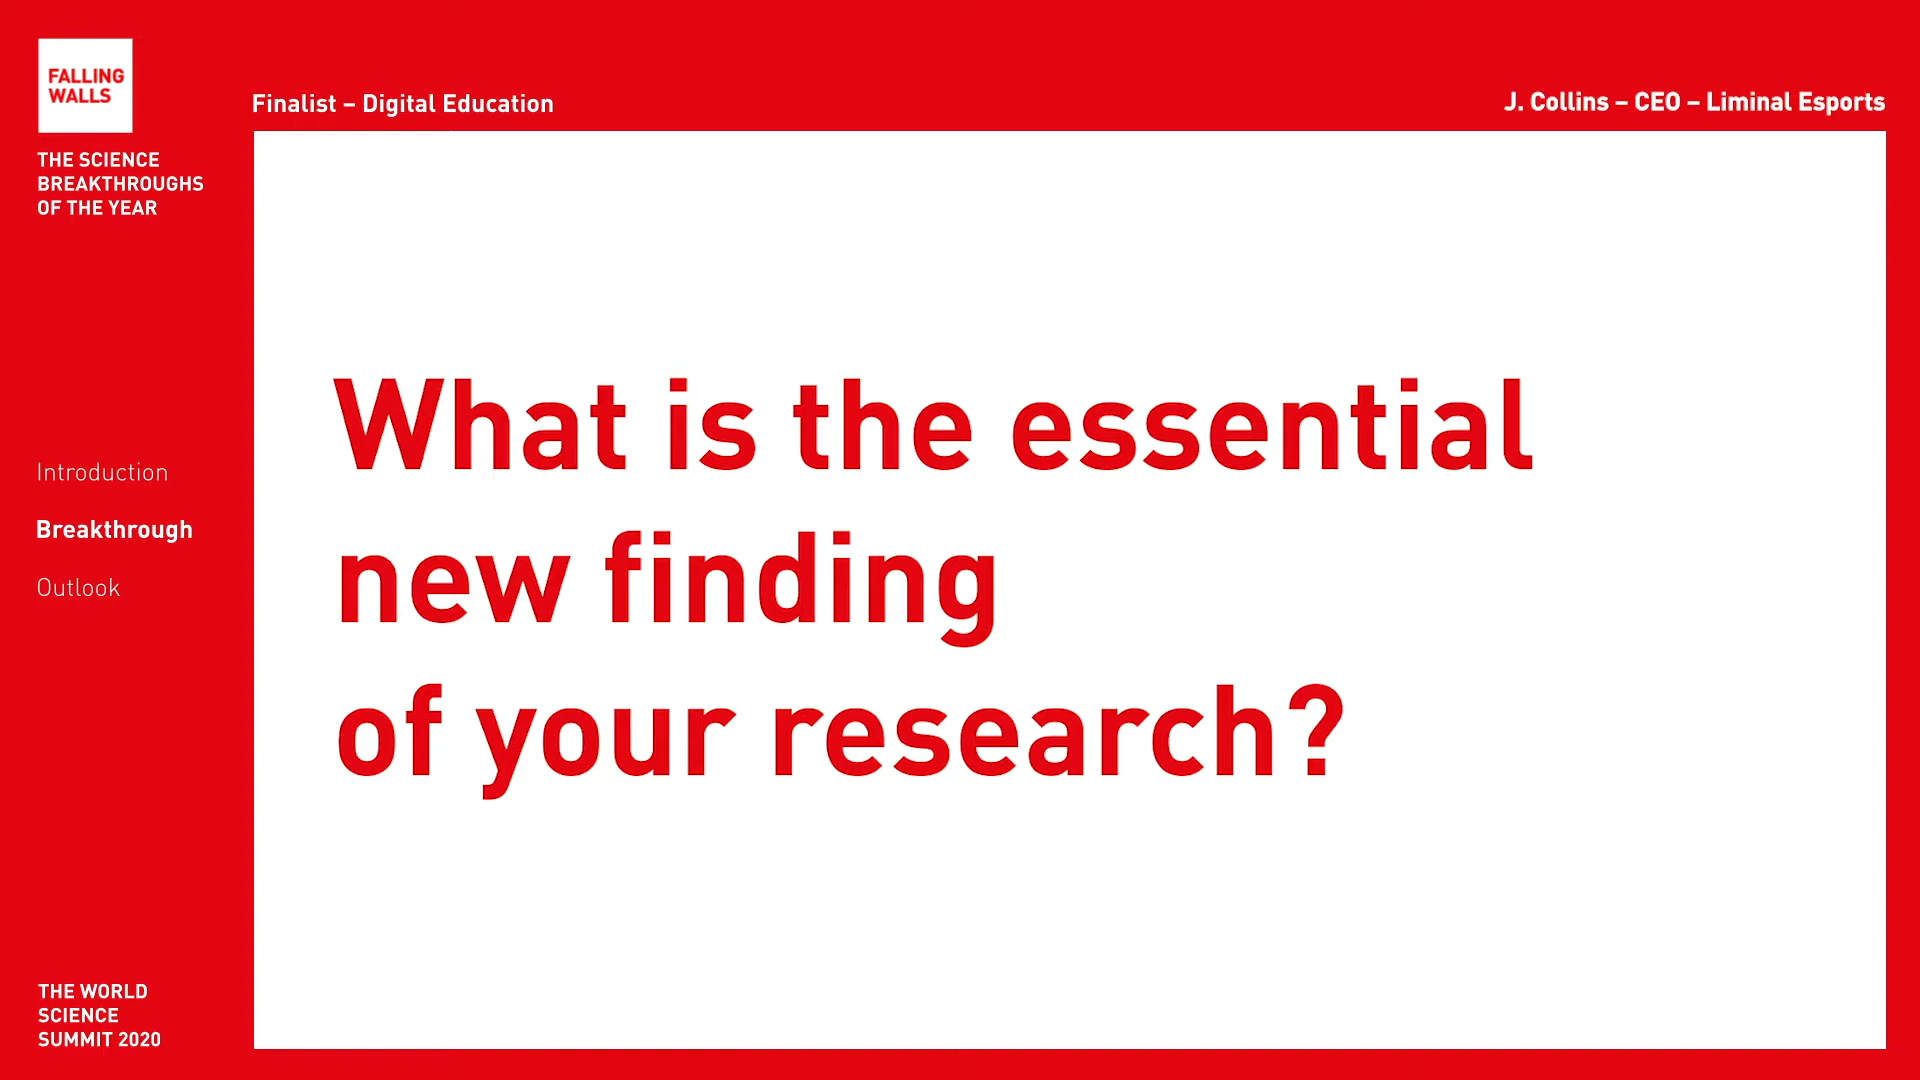 FALLING
WALLS
THE SCIENCE
BREAKTHROUGHS
OF THE YEAR
Finalist – Digital Education
J. Collins – CEO – Liminal Esports
What is the essential
new finding
of your research?
Introduction
Breakthrough
Outlook
THE WORLD
SCIENCE
SUMMIT 2020